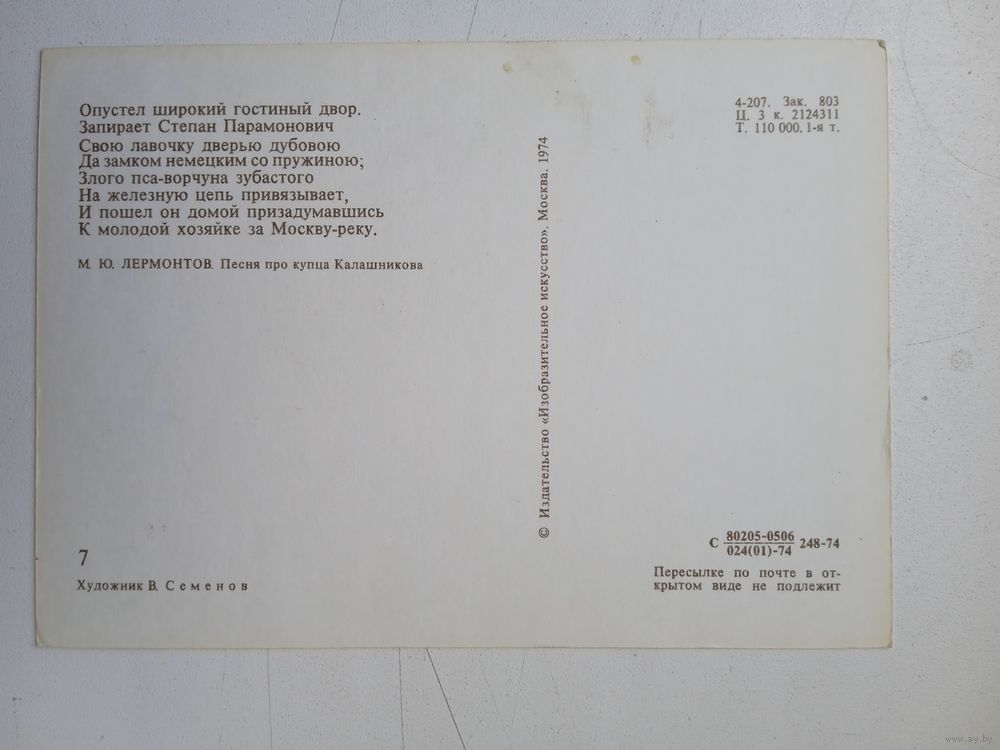 Опустел широкий гостиный двор.
Запирает Степан Парамонович
Свою лавочку дверью дубовою
Да замком немецким со пружиною;
Злого пса-ворчуна зубастого
На железную цепь привязывает,
И пошел он домой призадумавшись
К молодой хозяйке за Москву-реку.
М. Ю. ЛЕРМОНТОВ. Песня про купца Калашникова
7
Художник В. Семенов
© Издательство «Изобразительное искусство». Москва. 1974
4-207. Зак. 803
Ц. 3 к. 2124311
Т. 110 000. 1-я т.
С 80205-0506 248-74
024(01)-74
Пересылке по почте в от-
крытом виде не подлежит
www.ay.by